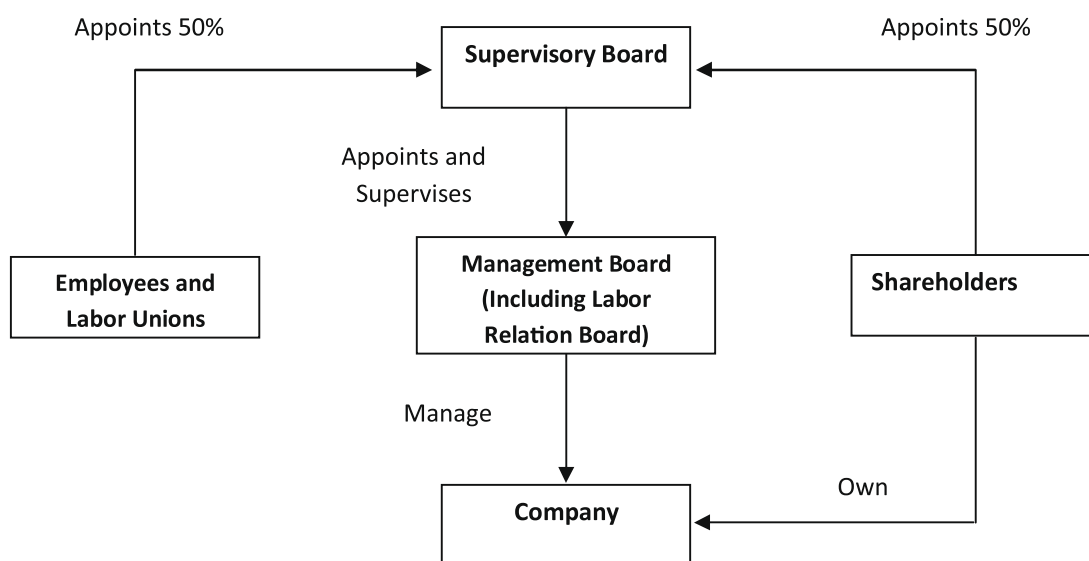 Appoints 50%
Appoints 50%
Supervisory Board
Appoints and
Supervises
Employees and
Labor Unions
Management Board
(Including Labor
Relation Board)
Shareholders
Manage
Own
Company